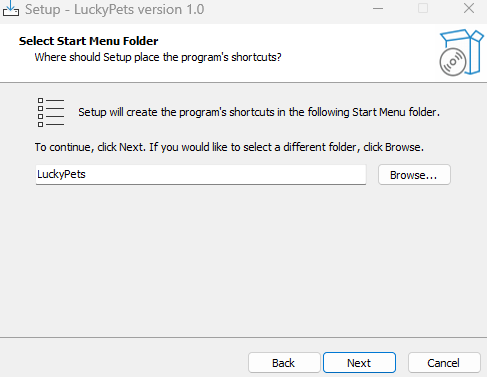 Setup - LuckyPets version 1.0
Select Start Menu Folder
Where should Setup place the program's shortcuts?
Setup will create the program's shortcuts in the following Start Menu folder.
To continue, click Next. If you would like to select a different folder, click Browse.
LuckyPets
Browse...
Back
Next
Cancel